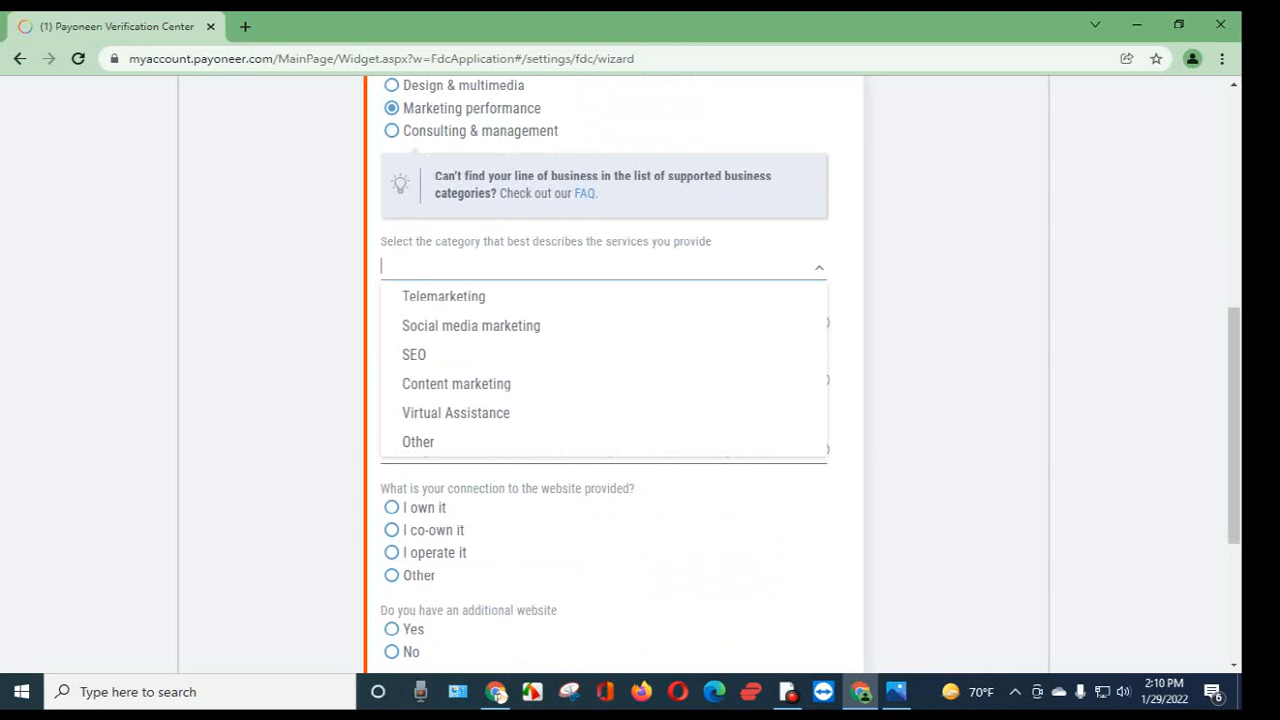 (1) Payoneer: Verification Center
myaccount.payoneer.com/MainPage/Widget.aspx?w=FdcApplication#/settings/fdc/wizard
Design & multimedia
Marketing performance
Consulting & management
Can't find your line of business in the list of supported business
categories? Check out our FAQ.
Select the category that best describes the services you provide
Telemarketing
Social media marketing
SEO
Content marketing
Virtual Assistance
Other
What is your connection to the website provided?
I own it
I co-own it
I operate it
Other
Do you have an additional website
Yes
No
Type here to search
70°F
2:10 PM
1/29/2022
6